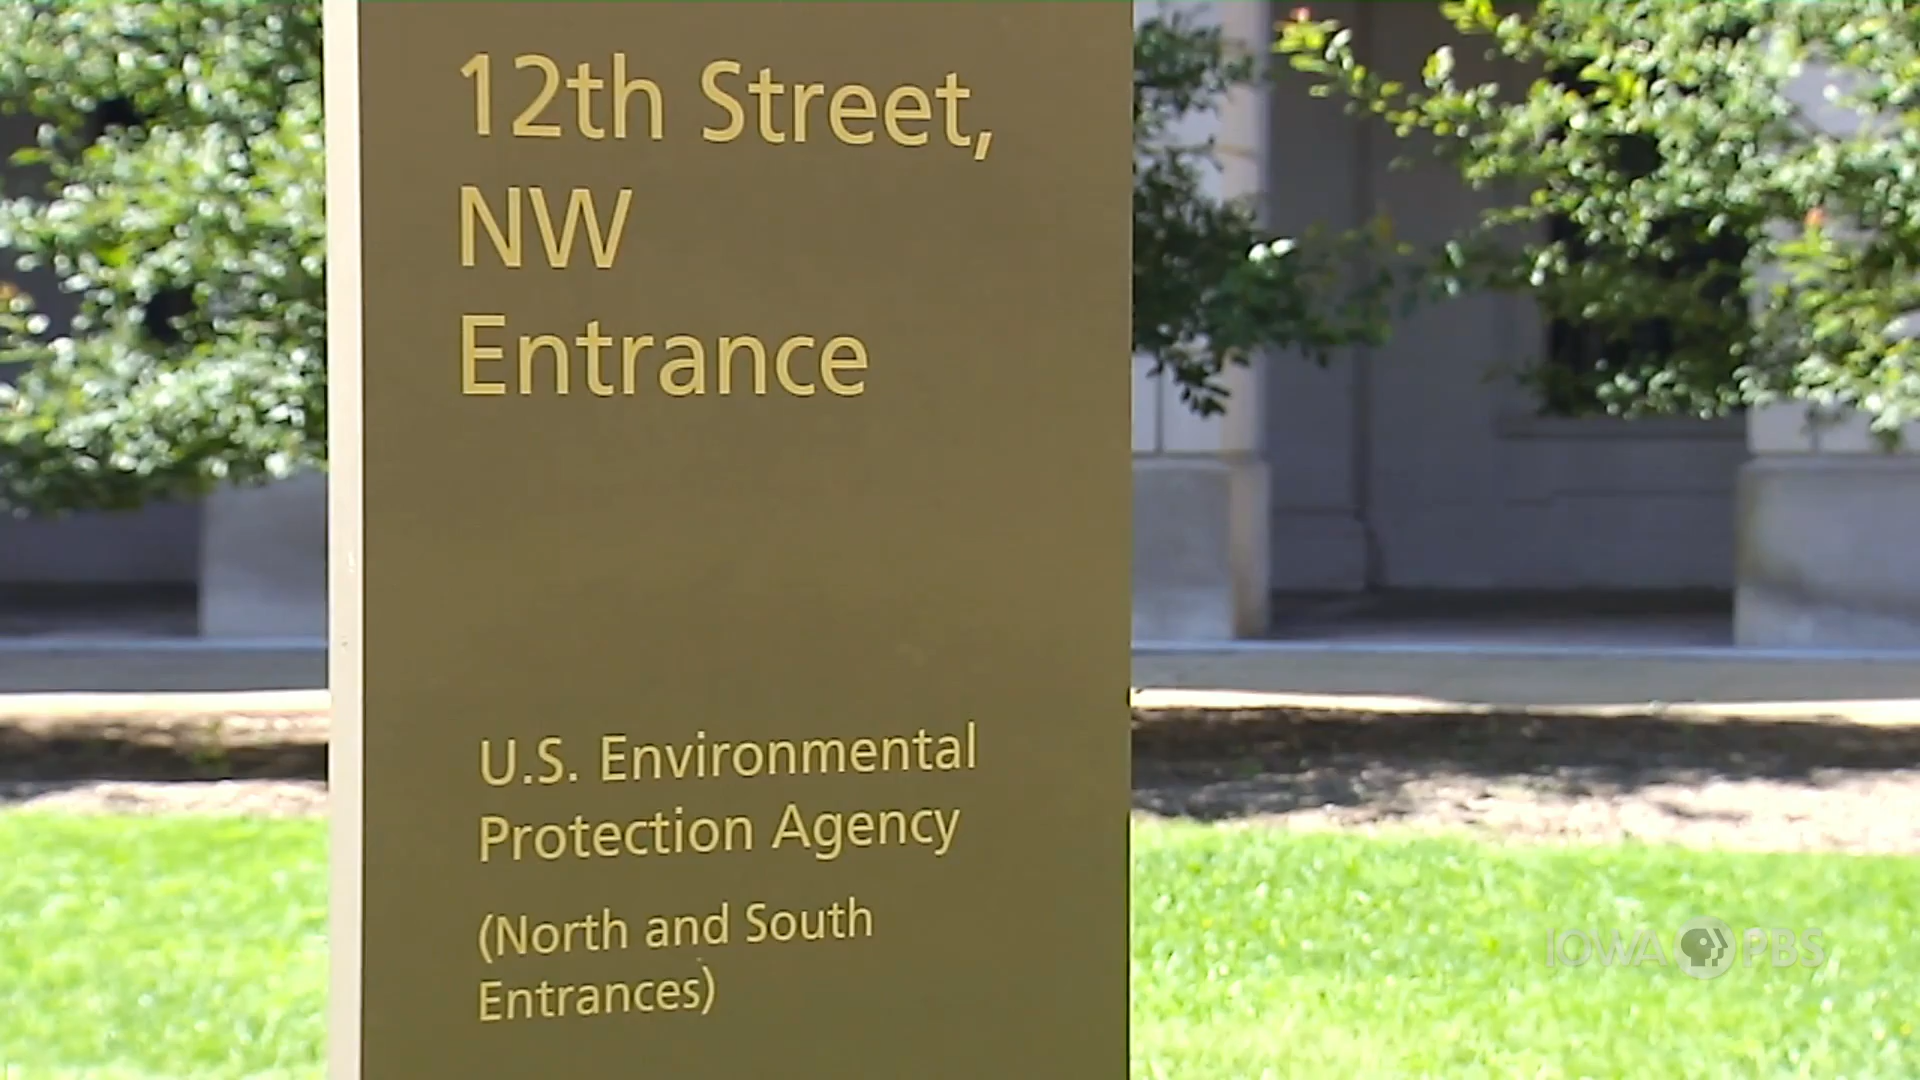 12th Street,
NW
Entrance
U.S. Environmental
Protection Agency
(North and South
Entrances)
IOWA PBS